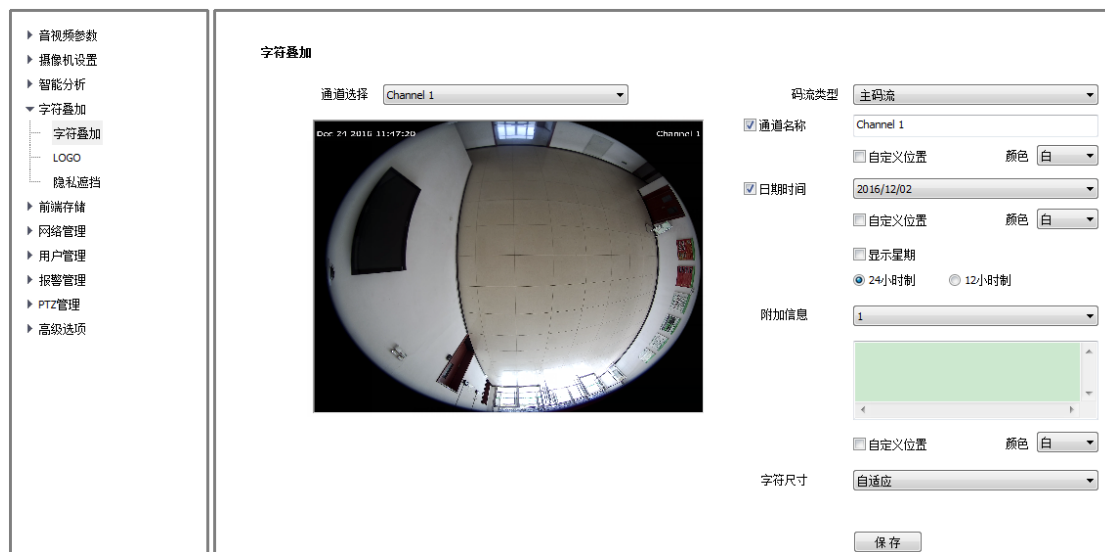 音视频参数
摄像机设置
智能分析
字符叠加
字符叠加
LOGO
隐私遮挡
前端存储
网络管理
用户管理
报警管理
PTZ管理
高级选项
字符叠加
通道选择 Channel 1
Dec 24 2016 11:47:20 Channel 1
码流类型 主码流
通道名称 Channel 1
自定义位置 颜色 白
日期时间 2016/12/02
自定义位置 颜色 白
显示星期
24小时制 12小时制
附加信息 1
自定义位置 颜色 白
字符尺寸 自适应
保存